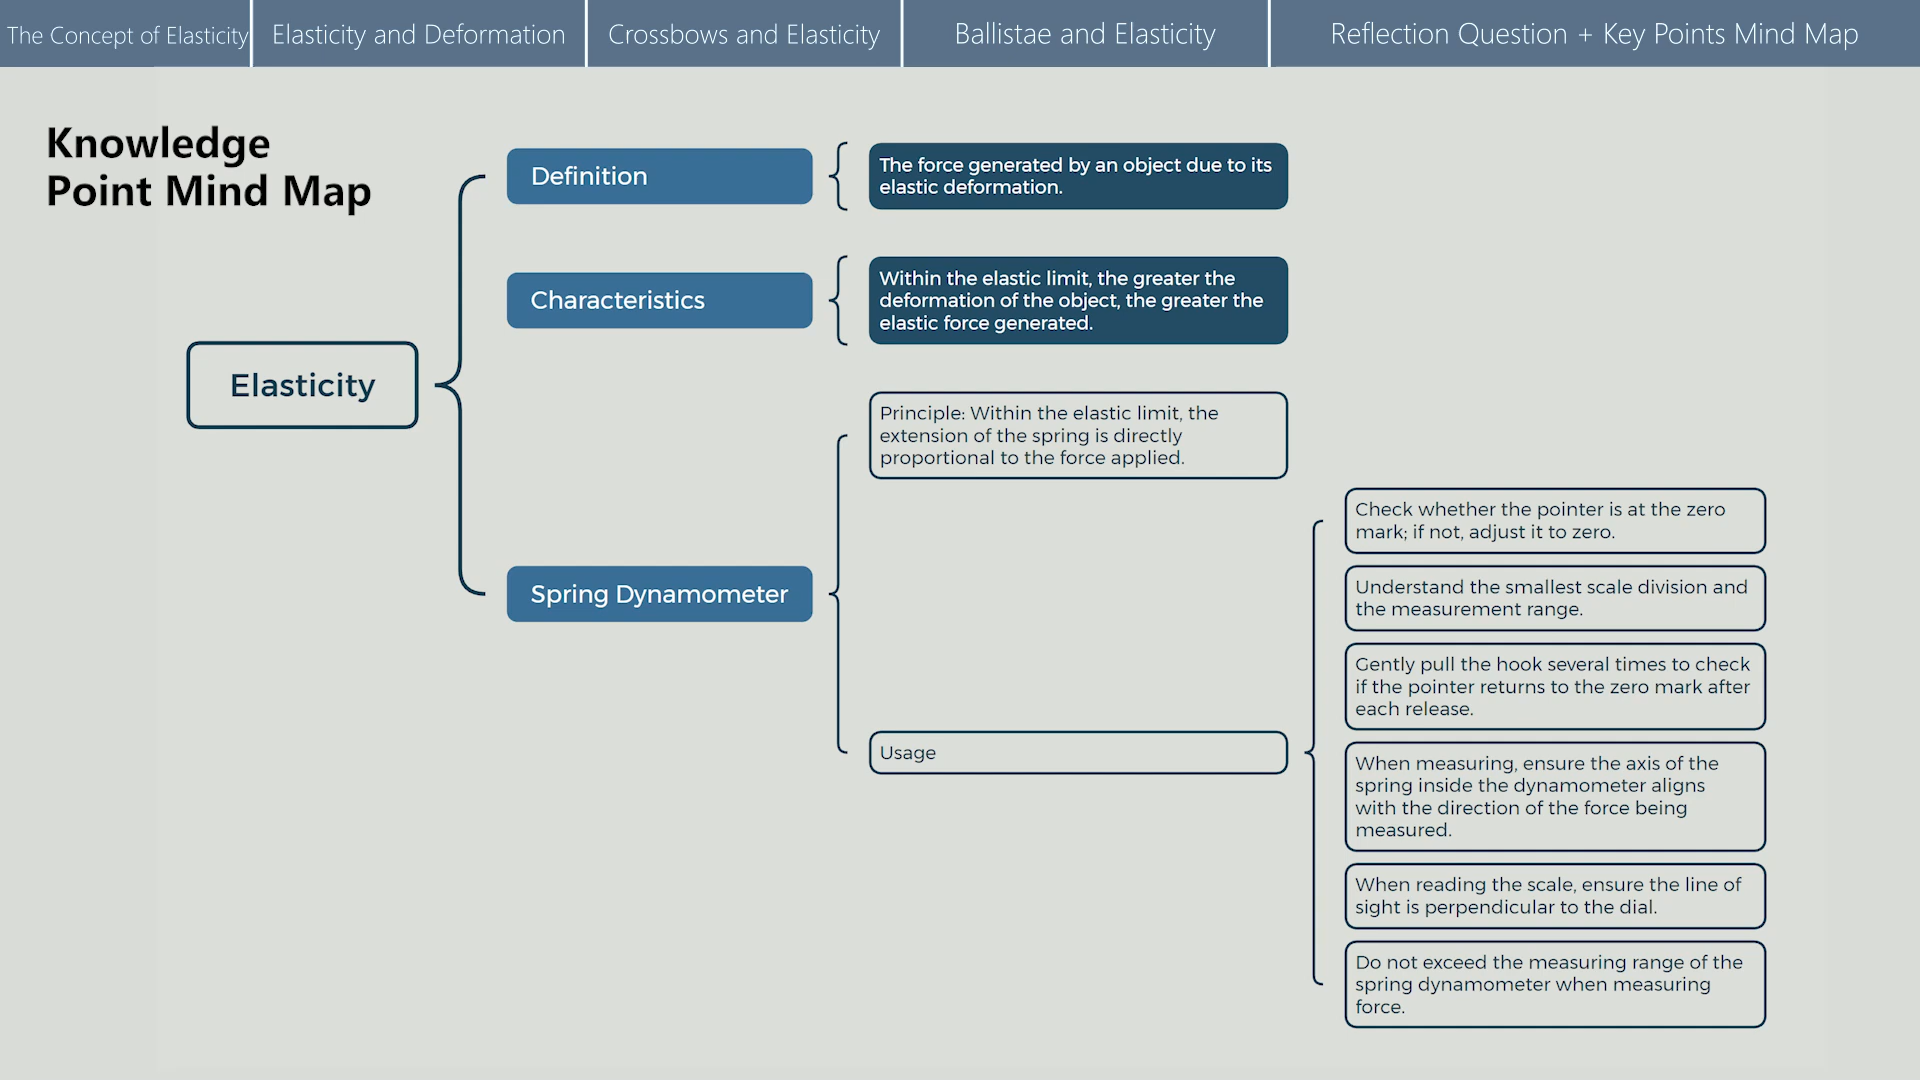 The Concept of Elasticity
Elasticity and Deformation
Crossbows and Elasticity
Ballistae and Elasticity
Reflection Question + Key Points Mind Map
Knowledge
Point Mind Map
Elasticity
Definition
The force generated by an object due to its
elastic deformation.
Characteristics
Within the elastic limit, the greater the
deformation of the object, the greater the
elastic force generated.
Spring Dynamometer
Principle: Within the elastic limit, the
extension of the spring is directly
proportional to the force applied.
Usage
Check whether the pointer is at the zero
mark; if not, adjust it to zero.
Understand the smallest scale division and
the measurement range.
Gently pull the hook several times to check
if the pointer returns to the zero mark after
each release.
When measuring, ensure the axis of the
spring inside the dynamometer aligns
with the direction of the force being
measured.
When reading the scale, ensure the line of
sight is perpendicular to the dial.
Do not exceed the measuring range of the
spring dynamometer when measuring
force.